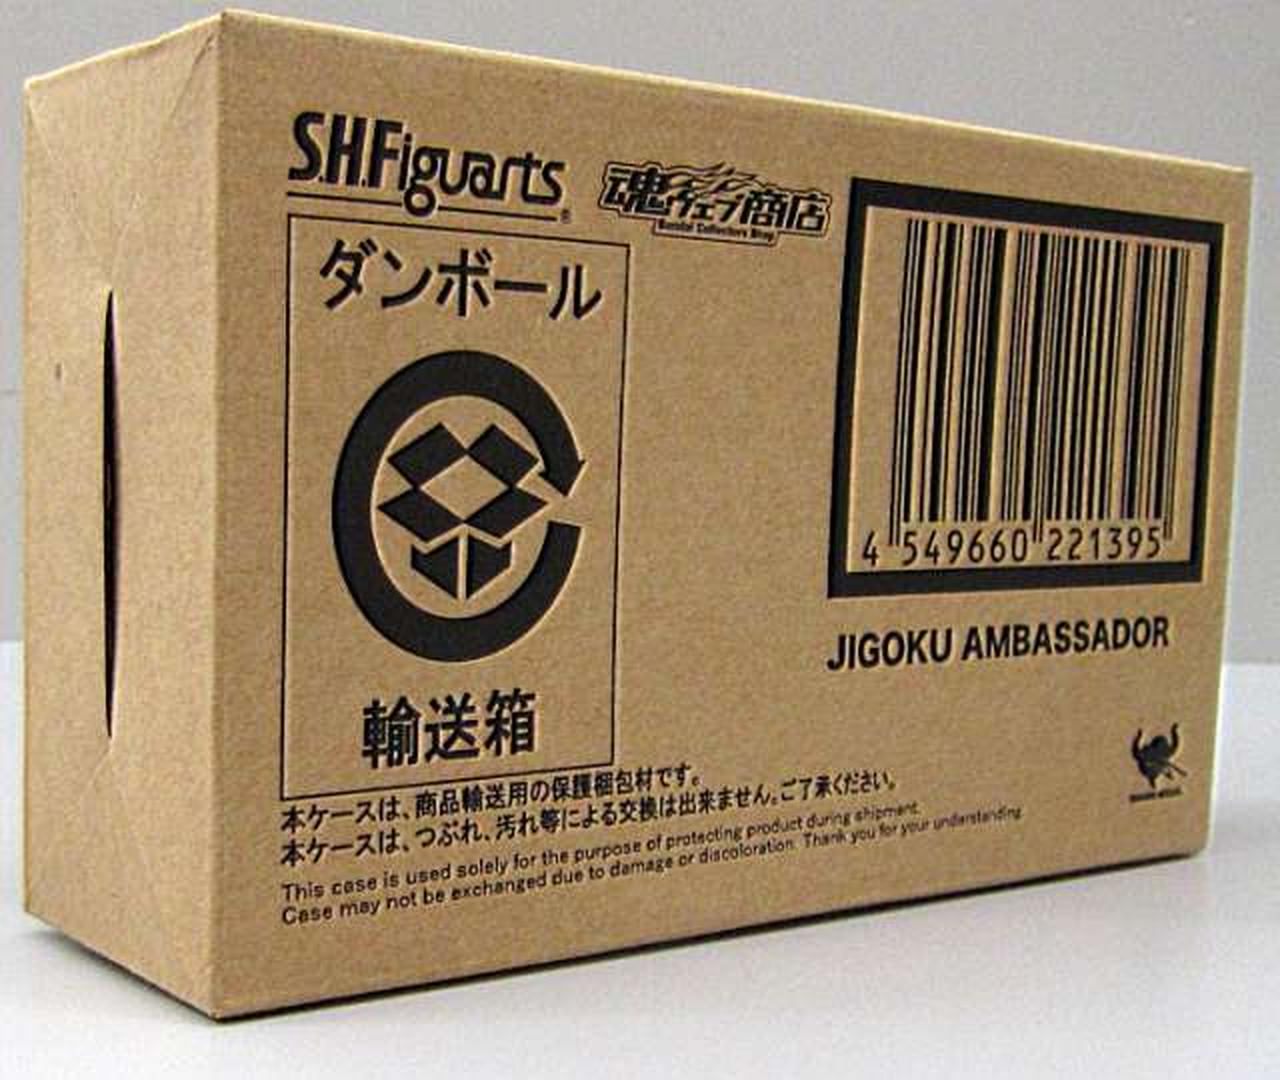 S.H.Figuarts®
魂ウェブ商店
Bandai Collectors Shop
ダンボール
輸送箱
4 549660 221395
JIGOKU AMBASSADOR
本ケースは、商品輸送用の保護梱包材です。
本ケースは、つぶれ、汚れ等による交換は出来ません。ご了承ください。
This case is used solely for the purpose of protecting product during shipment.
Case may not be exchanged due to damage or discoloration. Thank you for your understanding.